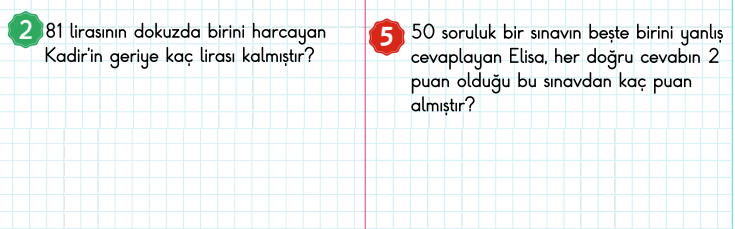 2 81 lirasının dokuzda birini harcayan
Kadir'in geriye kaç lirası kalmıştır?
5 50 soruluk bir sınavın beşte birini yanlış
cevaplayan Elisa, her doğru cevabın 2
puan olduğu bu sınavdan kaç puan
almıştır?